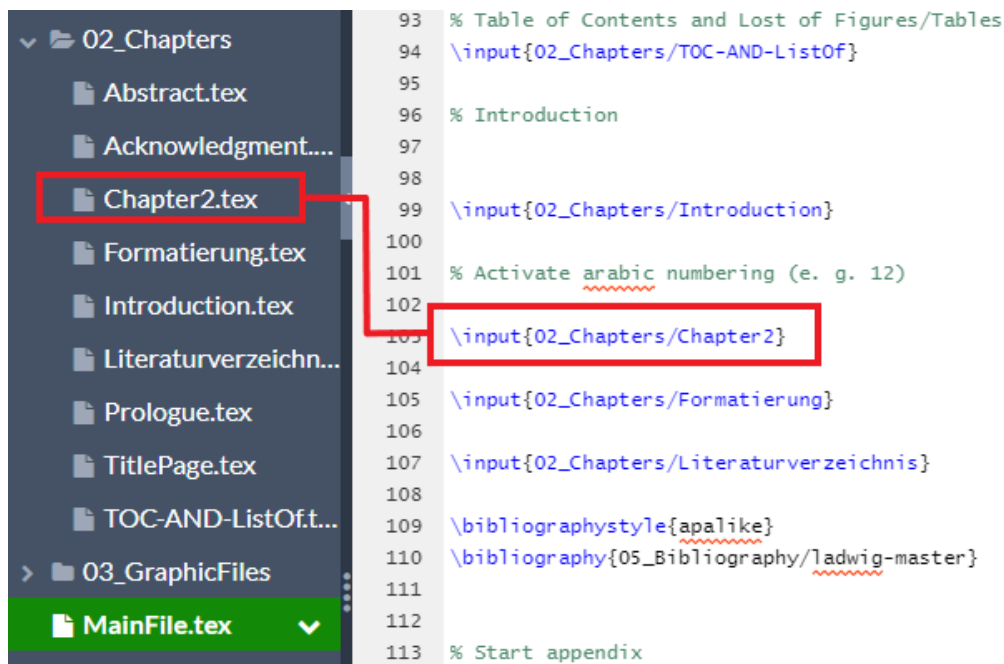 02_Chapters
Abstract.tex
Acknowledgment....
Chapter2.tex
Formatierung.tex
Introduction.tex
Literaturverzeichn...
Prologue.tex
TitlePage.tex
TOC-AND-ListOf.t...
03_GraphicFiles
MainFile.tex
93 % Table of Contents and Lost of Figures/Tables
94 \input{02_Chapters/TOC-AND-ListOf}
95
96 % Introduction
97
98
99 \input{02_Chapters/Introduction}
100
101 % Activate arabic numbering (e. g. 12)
102
103 \input{02_Chapters/Chapter2}
104
105 \input{02_Chapters/Formatierung}
106
107 \input{02_Chapters/Literaturverzeichnis}
108
109 \bibliographystyle{apalike}
110 \bibliography{05_Bibliography/ladwig-master}
111
112
113 % Start appendix